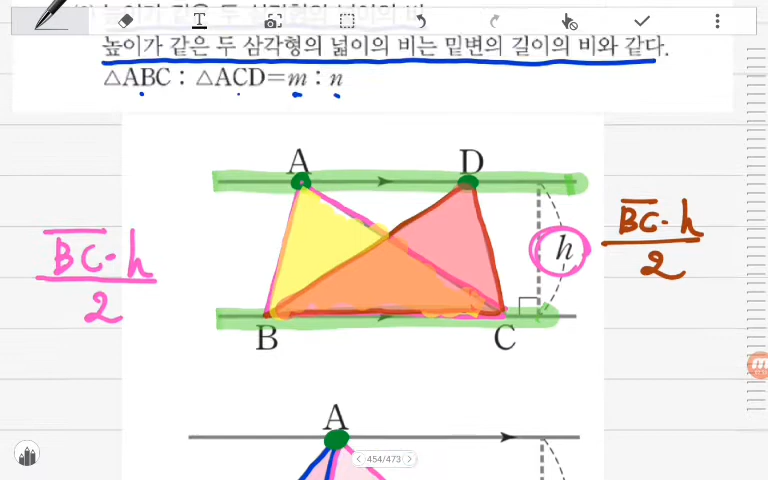 높이가 같은 두 삼각형의 넓이의 비는 밑변의 길이의 비와 같다.
△ABC : △ACD=m : n
A D
BC · h
2
h
BC · h
2
B C
A
454/473